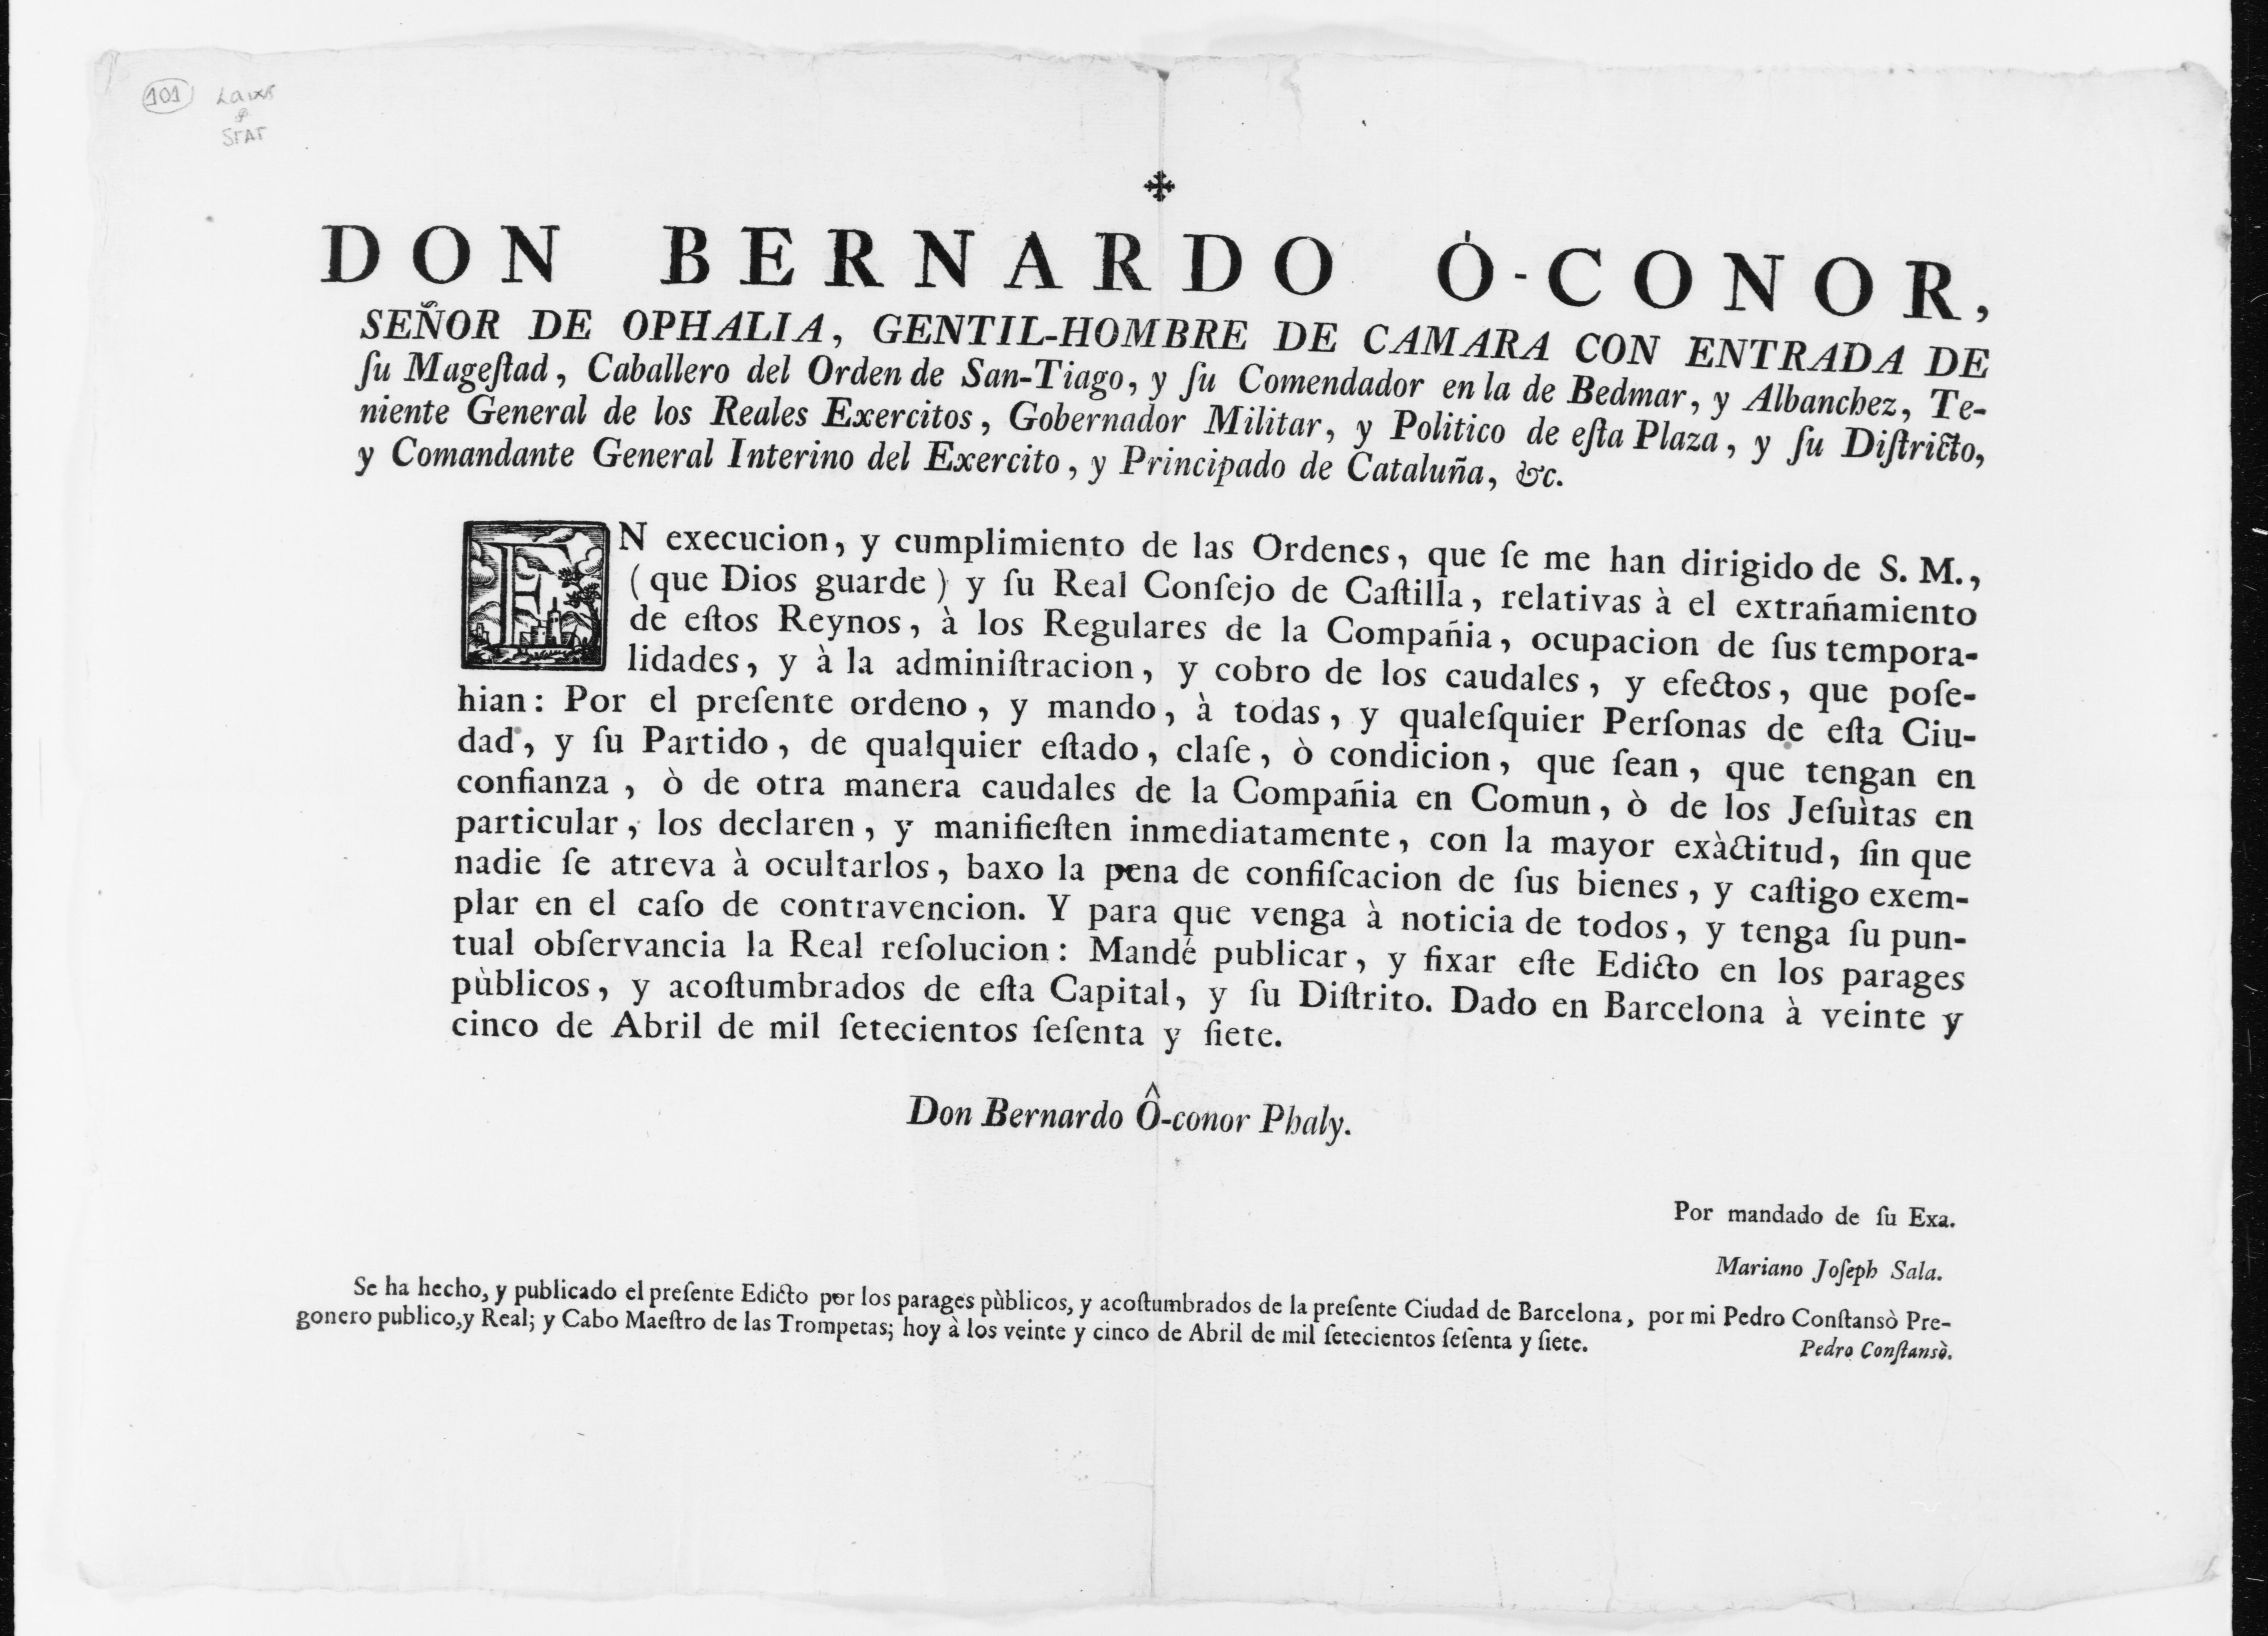 101 Laws
&
STAT
DON BERNARDO Ó-CONOR,
SEÑOR DE OPHALIA, GENTIL-HOMBRE DE CAMARA CON ENTRADA DE
ſu Mageſtad, Caballero del Orden de San-Tiago, y ſu Comendador en la de Bedmar, y Albanchez, Te-
niente General de los Reales Exercitos, Gobernador Militar, y Politico de eſta Plaza, y ſu Diſtricto,
y Comandante General Interino del Exercito, y Principado de Cataluña, &c.
EN execucion, y cumplimiento de las Ordenes, que ſe me han dirigido de S. M.,
(que Dios guarde) y ſu Real Conſejo de Caſtilla, relativas à el extrañamiento
de eſtos Reynos, à los Regulares de la Compañia, ocupacion de ſus tempora-
lidades, y à la adminiſtracion, y cobro de los caudales, y efectos, que poſe-
hian: Por el preſente ordeno, y mando, à todas, y qualeſquier Perſonas de eſta Ciu-
dad, y ſu Partido, de qualquier eſtado, claſe, ò condicion, que ſean, que tengan en
confianza, ò de otra manera caudales de la Compañia en Comun, ò de los Jeſuìtas en
particular, los declaren, y manifieſten inmediatamente, con la mayor exàctitud, ſin que
nadie ſe atreva à ocultarlos, baxo la pena de confiſcacion de ſus bienes, y caſtigo exem-
plar en el caſo de contravencion. Y para que venga à noticia de todos, y tenga ſu pun-
tual obſervancia la Real reſolucion: Mandé publicar, y fixar eſte Edicto en los parages
pùblicos, y acoſtumbrados de eſta Capital, y ſu Diſtrito. Dado en Barcelona à veinte y
cinco de Abril de mil ſetecientos ſeſenta y ſiete.
Don Bernardo Ô-conor Phaly.
Por mandado de ſu Exa.
Mariano Joſeph Sala.
Se ha hecho, y publicado el preſente Edicto por los parages pùblicos, y acoſtumbrados de la preſente Ciudad de Barcelona, por mi Pedro Conſtansò Pre-
gonero publico,y Real; y Cabo Maeſtro de las Trompetas; hoy à los veinte y cinco de Abril de mil ſetecientos ſeſenta y ſiete.
Pedro Conſtansò.